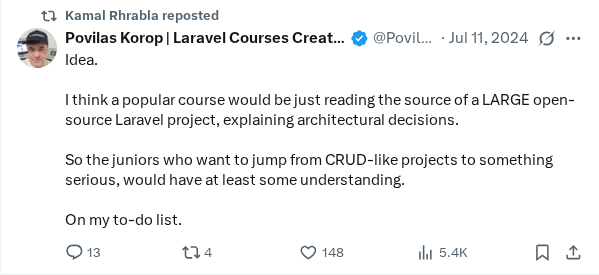 Kamal Rhrabla reposted
Povilas Korop | Laravel Courses Creat... @Povil... · Jul 11, 2024
Idea.
I think a popular course would be just reading the source of a LARGE open-
source Laravel project, explaining architectural decisions.
So the juniors who want to jump from CRUD-like projects to something
serious, would have at least some understanding.
On my to-do list.
13 4 148 5.4K